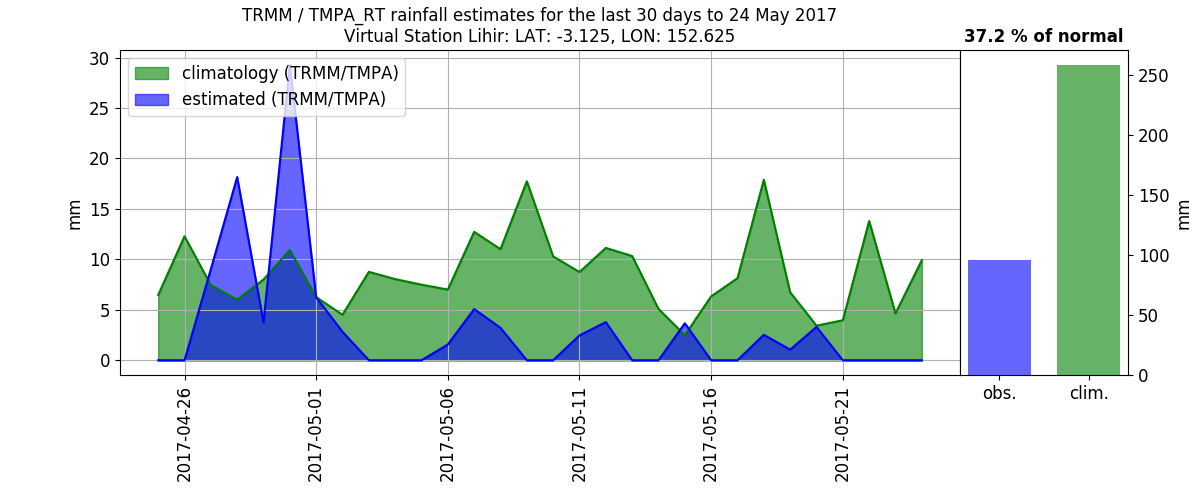 TRMM / TMPA_RT rainfall estimates for the last 30 days to 24 May 2017
Virtual Station Lihir: LAT: -3.125, LON: 152.625
37.2 % of normal
climatology (TRMM/TMPA)
estimated (TRMM/TMPA)
mm
30
25
20
15
10
5
0
2017-04-26
2017-05-01
2017-05-06
2017-05-11
2017-05-16
2017-05-21
obs.
clim.
250
200
150
100
50
0
mm